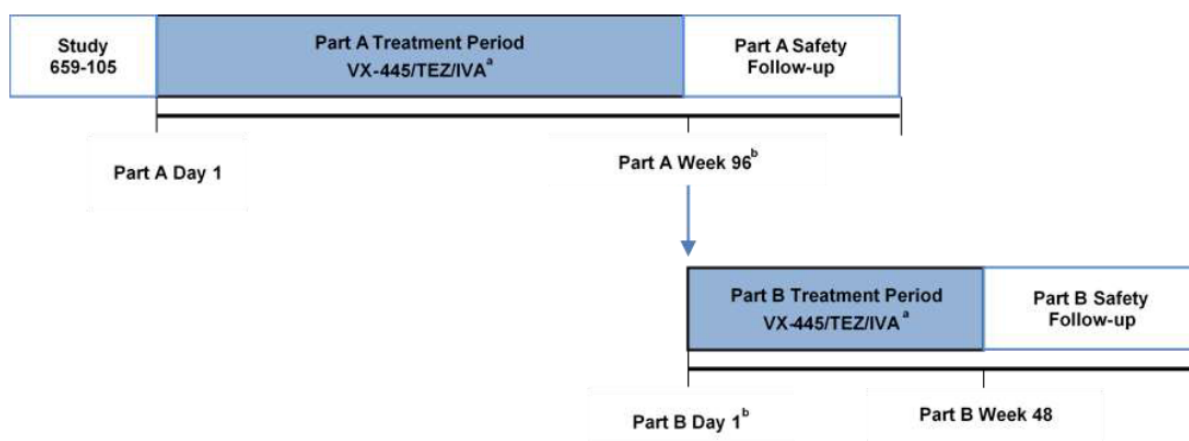 Study
659-105
Part A Treatment Period
VX-445/TEZ/IVAᵃ
Part A Safety
Follow-up
Part A Day 1
Part A Week 96ᵇ
Part B Treatment Period
VX-445/TEZ/IVAᵃ
Part B Safety
Follow-up
Part B Day 1ᵇ
Part B Week 48